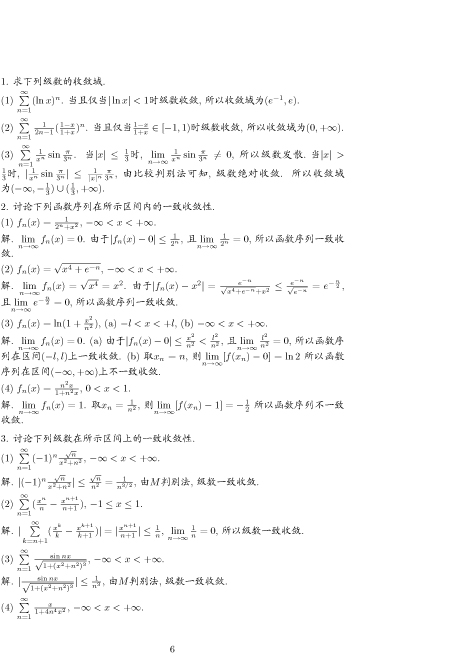 1. 求下列级数的收敛域.
(1) $\sum_{n=1}^{\infty}(\ln x)^n$. 当且仅当$|\ln x| < 1$时级数收敛, 所以收敛域为$(e^{-1}, e)$.
(2) $\sum_{n=1}^{\infty}\frac{1}{2n-1}(\frac{1-x}{1+x})^n$. 当且仅当$\frac{1-x}{1+x} \in [-1, 1)$时级数收敛, 所以收敛域为$(0, +\infty)$.
(3) $\sum_{n=1}^{\infty}\frac{1}{x^n}\sin\frac{\pi}{3^n}$. 当$|x| \leq \frac{1}{3}$时, $\lim_{n\to\infty}\frac{1}{x^n}\sin\frac{\pi}{3^n} \neq 0$, 所以级数发散. 当$|x| >$
$\frac{1}{3}$时, $|\frac{1}{x^n}\sin\frac{\pi}{3^n}| \leq \frac{1}{|x|^n}\frac{\pi}{3^n}$, 由比较判别法可知, 级数绝对收敛. 所以收敛域
为$(-\infty, -\frac{1}{3}) \cup (\frac{1}{3}, +\infty)$.
2. 讨论下列函数序列在所示区间内的一致收敛性.
(1) $f_n(x) = \frac{1}{2^n+x^2}$, $-\infty < x < +\infty$.
解. $\lim_{n\to\infty} f_n(x) = 0$. 由于$|f_n(x) - 0| \leq \frac{1}{2^n}$, 且$\lim_{n\to\infty}\frac{1}{2^n} = 0$, 所以函数序列一致收
敛.
(2) $f_n(x) = \sqrt{x^4 + e^{-n}}$, $-\infty < x < +\infty$.
解. $\lim_{n\to\infty} f_n(x) = \sqrt{x^4} = x^2$. 由于$|f_n(x) - x^2| = \frac{e^{-n}}{\sqrt{x^4+e^{-n}}+x^2} \leq \frac{e^{-n}}{\sqrt{e^{-n}}} = e^{-\frac{n}{2}}$,
且$\lim_{n\to\infty} e^{-\frac{n}{2}} = 0$, 所以函数序列一致收敛.
(3) $f_n(x) = \ln(1 + \frac{x^2}{n^2})$, (a) $-l < x < +l$, (b) $-\infty < x < +\infty$.
解. $\lim_{n\to\infty} f_n(x) = 0$. (a) 由于$|f_n(x) - 0| \leq \frac{x^2}{n^2} < \frac{l^2}{n^2}$, 且$\lim_{n\to\infty}\frac{l^2}{n^2} = 0$, 所以函数序
列在区间$(-l, l)$上一致收敛. (b) 取$x_n = n$, 则$\lim_{n\to\infty}[f(x_n) - 0] = \ln 2$ 所以函数
序列在区间$(-\infty, +\infty)$上不一致收敛.
(4) $f_n(x) = \frac{n^2x}{1+n^2x}$, $0 < x < 1$.
解. $\lim_{n\to\infty} f_n(x) = 1$. 取$x_n = \frac{1}{n^2}$, 则$\lim_{n\to\infty}[f(x_n) - 1] = -\frac{1}{2}$ 所以函数序列不一致
收敛.
3. 讨论下列级数在所示区间上的一致收敛性.
(1) $\sum_{n=1}^{\infty}(-1)^n\frac{\sqrt{n}}{x^2+n^2}$, $-\infty < x < +\infty$.
解. $|(-1)^n\frac{\sqrt{n}}{x^2+n^2}| \leq \frac{\sqrt{n}}{n^2} = \frac{1}{n^{3/2}}$, 由$M$判别法, 级数一致收敛.
(2) $\sum_{n=1}^{\infty}(\frac{x^n}{n} - \frac{x^{n+1}}{n+1})$, $-1 \leq x \leq 1$.
解. $|\sum_{k=n+1}^{\infty}(\frac{x^k}{k} - \frac{x^{k+1}}{k+1})| = |\frac{x^{n+1}}{n+1}| \leq \frac{1}{n}$, $\lim_{n\to\infty}\frac{1}{n} = 0$, 所以级数一致收敛.
(3) $\sum_{n=1}^{\infty}\frac{\sin nx}{\sqrt{1+(x^2+n^2)^2}}$, $-\infty < x < +\infty$.
解. $|\frac{\sin nx}{\sqrt{1+(x^2+n^2)^2}}| \leq \frac{1}{n^2}$, 由$M$判别法, 级数一致收敛.
(4) $\sum_{n=1}^{\infty}\frac{x}{1+4n^4x^2}$, $-\infty < x < +\infty$.
6